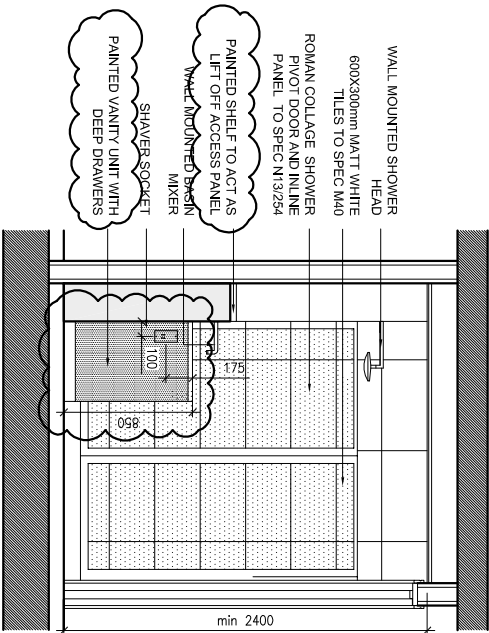 WALL MOUNTED SHOWER
HEAD
600X300mm MATT WHITE
TILES TO SPEC M40
ROMAN COLLAGE SHOWER
PIVOT DOOR AND INLINE
PANEL TO SPEC N13/254
PAINTED SHELF TO ACT AS
LIFT OFF ACCESS PANEL
WALL MOUNTED BASIN
MIXER
SHAVER SOCKET
PAINTED VANITY UNIT WITH
DEEP DRAWERS
175
100
850
min 2400